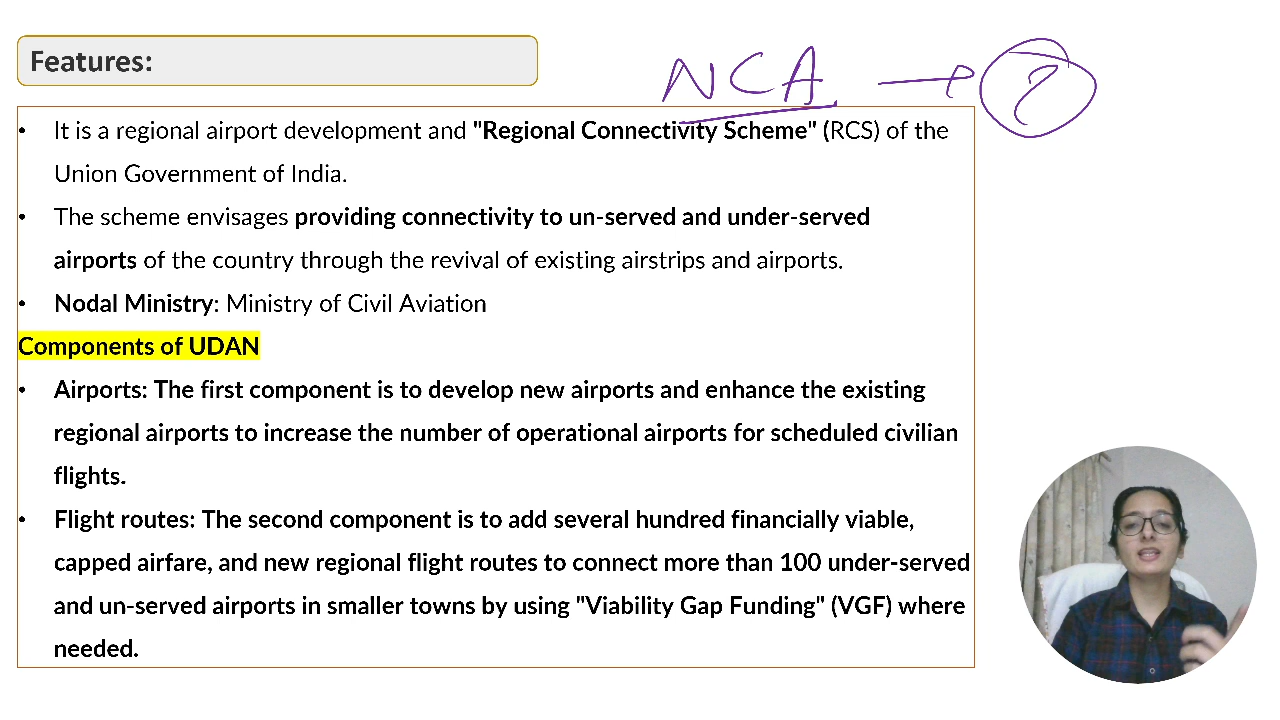 Features:
NCA → ?
• It is a regional airport development and "Regional Connectivity Scheme" (RCS) of the
Union Government of India.
• The scheme envisages providing connectivity to un-served and under-served
airports of the country through the revival of existing airstrips and airports.
• Nodal Ministry: Ministry of Civil Aviation
Components of UDAN
• Airports: The first component is to develop new airports and enhance the existing
regional airports to increase the number of operational airports for scheduled civilian
flights.
• Flight routes: The second component is to add several hundred financially viable,
capped airfare, and new regional flight routes to connect more than 100 under-served
and un-served airports in smaller towns by using "Viability Gap Funding" (VGF) where
needed.